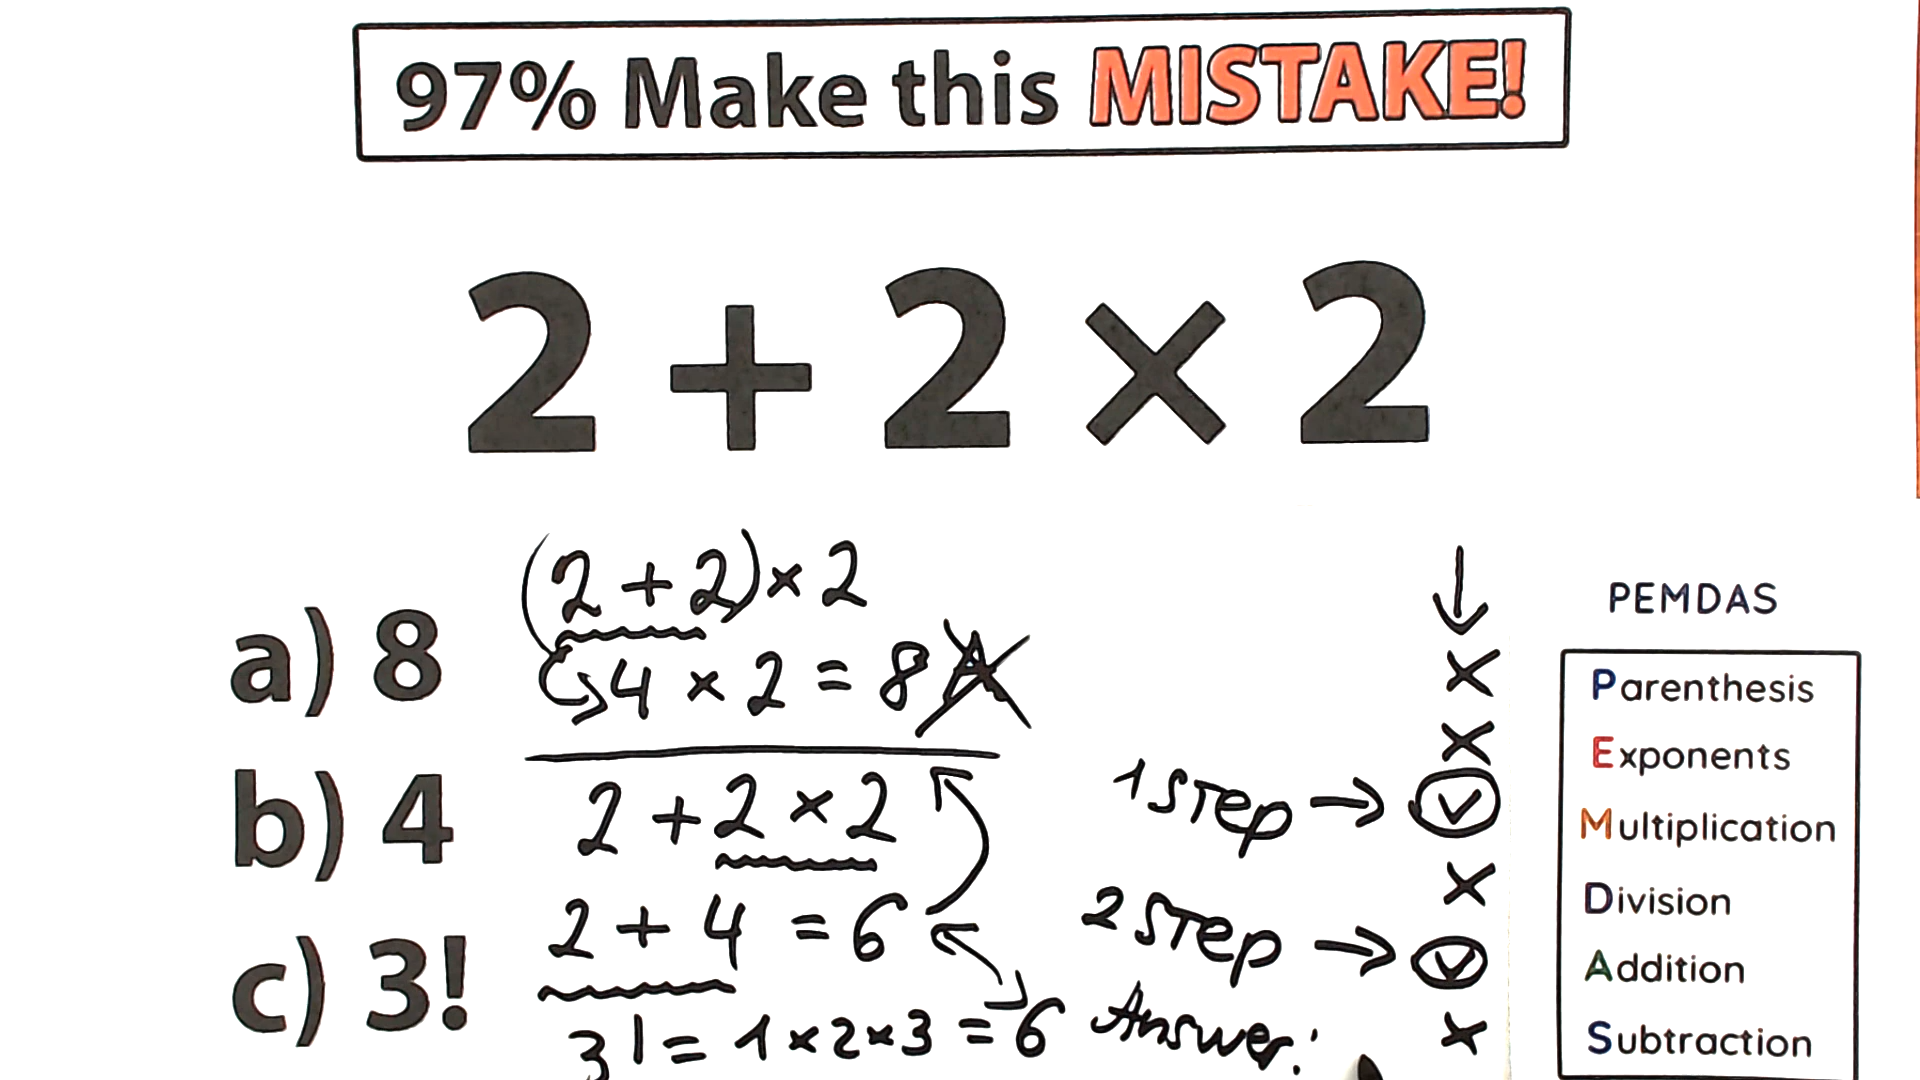 97% Make this MISTAKE!
2 + 2 × 2
a) 8
(2 + 2) × 2
4 × 2 = 8
b) 4
2 + 2 × 2
2 + 4 = 6
c) 3!
3! = 1 × 2 × 3 = 6
1 STep →
2 STep →
Answer:
PEMDAS
Parenthesis
Exponents
Multiplication
Division
Addition
Subtraction